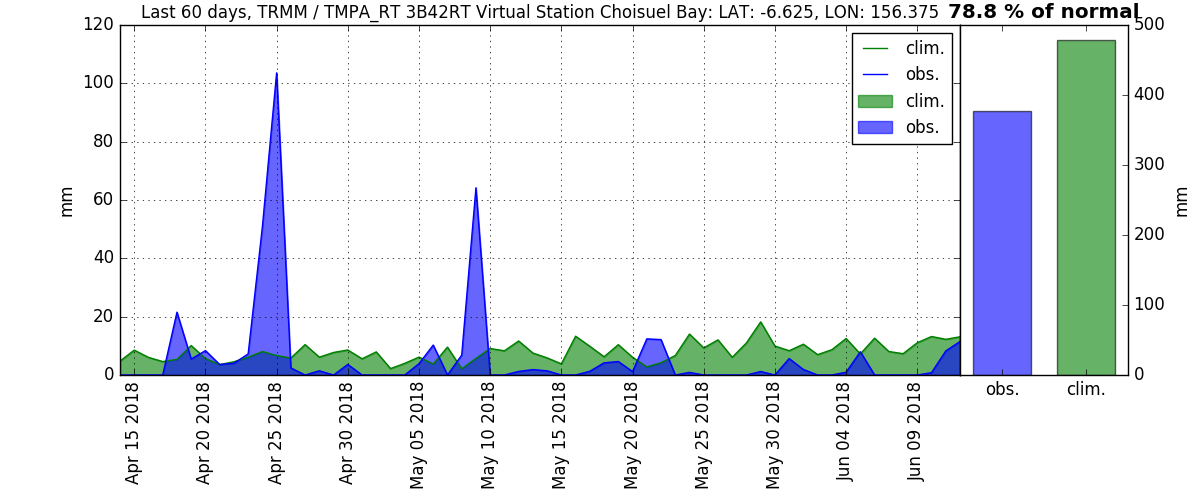 Last 60 days, TRMM / TMPA_RT 3B42RT Virtual Station Choisuel Bay: LAT: -6.625, LON: 156.375 78.8 % of normal
120
100
80
60
40
20
0
mm
clim.
obs.
clim.
obs.
Apr 15 2018
Apr 20 2018
Apr 25 2018
Apr 30 2018
May 05 2018
May 10 2018
May 15 2018
May 20 2018
May 25 2018
May 30 2018
Jun 04 2018
Jun 09 2018
500
400
300
200
100
0
mm
obs.
clim.